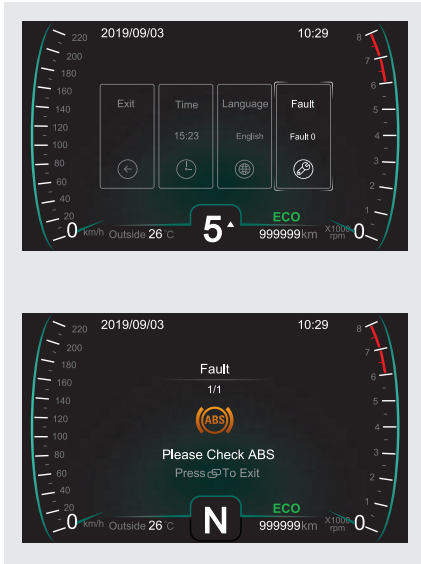 2019/09/03 10:29
220
200
180
160
140
120
100
80
60
40
20
0 km/h
8
7
6
5
4
3
2
1
X1000 rpm 0
Exit Time Language Fault
15:23 English Fault 0
Outside 26°C
5
ECO
999999km
2019/09/03 10:29
220
200
180
160
140
120
100
80
60
40
20
0 km/h
8
7
6
5
4
3
2
1
X1000 rpm 0
Fault
1/1
ABS
Please Check ABS
Press To Exit
Outside 26°C
N
ECO
999999km